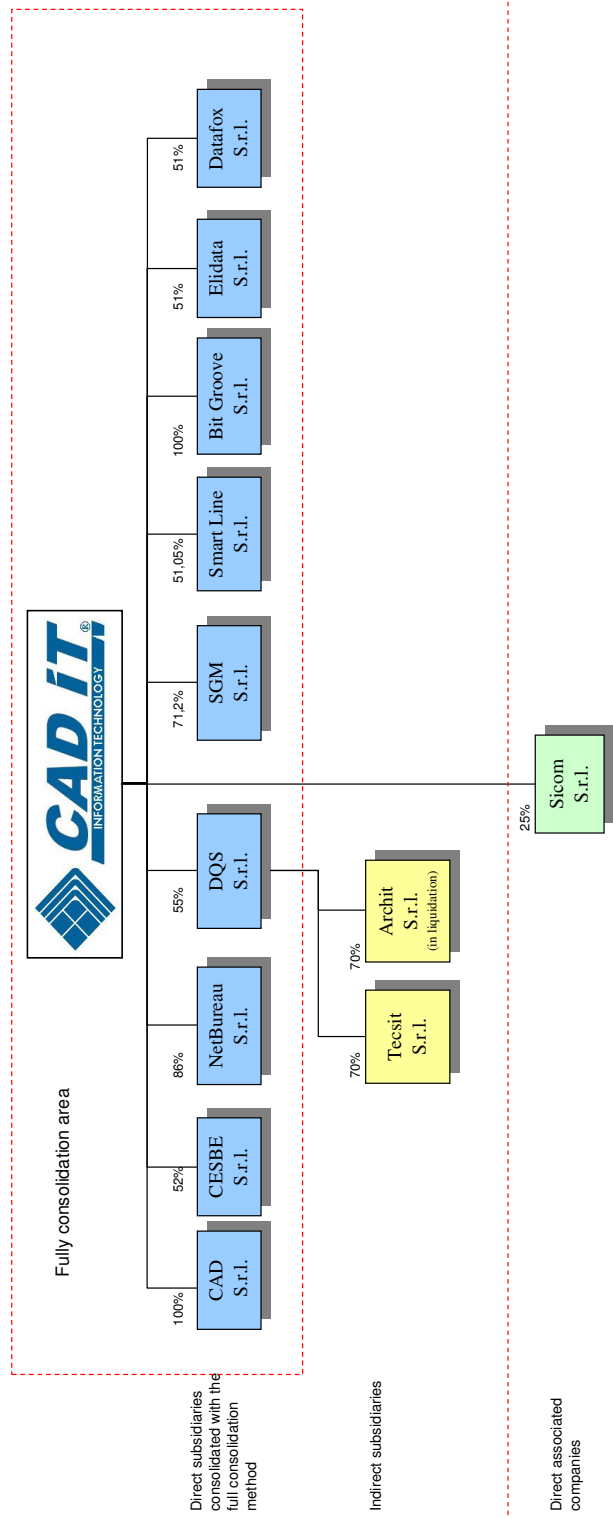 CAD iT®
INFORMATION TECHNOLOGY
Fully consolidation area
Direct subsidiaries
consolidated with the
full consolidation
method
100%
CAD
S.r.l.
52%
CESBE
S.r.l.
86%
NetBureau
S.r.l.
55%
DQS
S.r.l.
71,2%
SGM
S.r.l.
51,05%
Smart Line
S.r.l.
100%
Bit Groove
S.r.l.
51%
Elidata
S.r.l.
51%
Datafox
S.r.l.
Indirect subsidiaries
70%
Tecsit
S.r.l.
70%
Archit
S.r.l.
(in liquidation)
Direct associated
companies
25%
Sicom
S.r.l.